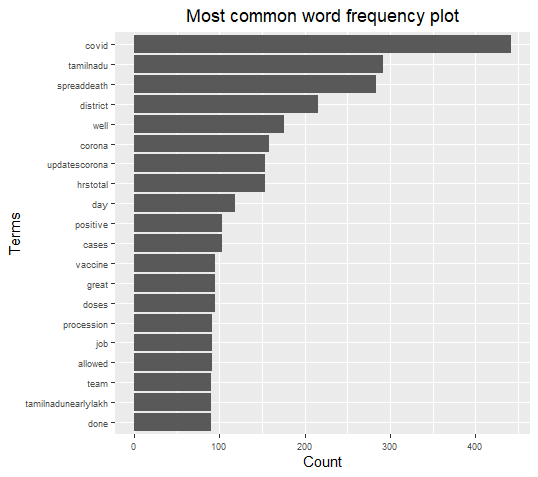 Most common word frequency plot
Terms
covid
tamilnadu
spreaddeath
district
well
corona
updatescorona
hrstotal
day
positive
cases
vaccine
great
doses
procession
job
allowed
team
tamilnadunearlylakh
done
0 100 200 300 400
Count